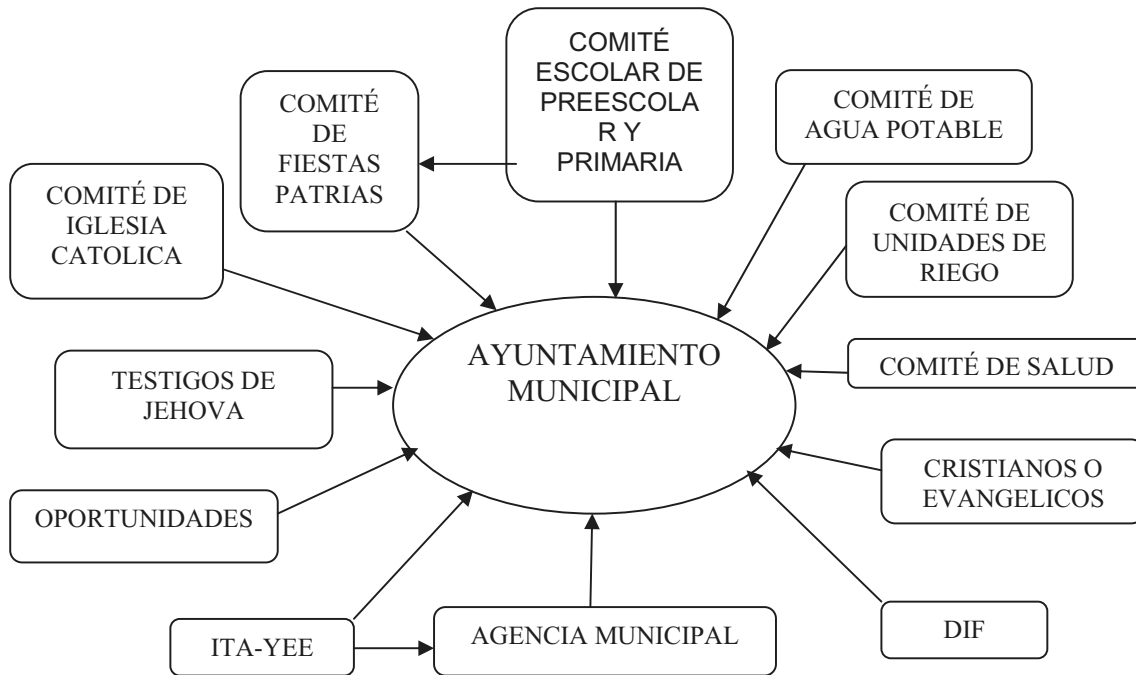 COMITÉ
ESCOLAR DE
PREESCOLA
R Y
PRIMARIA
COMITÉ
DE
FIESTAS
PATRIAS
COMITÉ DE
AGUA POTABLE
COMITÉ DE
IGLESIA
CATOLICA
COMITÉ DE
UNIDADES DE
RIEGO
AYUNTAMIENTO
MUNICIPAL
COMITÉ DE SALUD
TESTIGOS DE
JEHOVA
CRISTIANOS O
EVANGELICOS
OPORTUNIDADES
ITA-YEE
AGENCIA MUNICIPAL
DIF